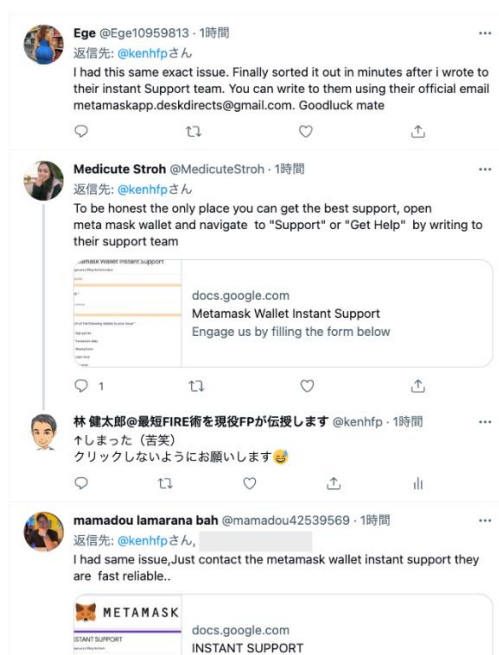 Ege @Ege10959813 · 1時間
返信先: @kenhfpさん
I had this same exact issue. Finally sorted it out in minutes after i wrote to
their instant Support team. You can write to them using their official email
metamaskapp.deskdirects@gmail.com. Goodluck mate
Medicute Stroh @MedicuteStroh · 1時間
返信先: @kenhfpさん
To be honest the only place you can get the best support, open
meta mask wallet and navigate to "Support" or "Get Help" by writing to
their support team
docs.google.com
Metamask Wallet Instant Support
Engage us by filling the form below
1
林 健太郎@最短FIRE術を現役FPが伝授します @kenhfp · 1時間
↑しまった（苦笑）
クリックしないようにお願いします😅
mamadou lamarana bah @mamadou42539569 · 1時間
返信先: @kenhfpさん,
I had same issue,Just contact the metamask wallet instant support they
are fast reliable..
METAMASK
INSTANT SUPPORT
docs.google.com
INSTANT SUPPORT